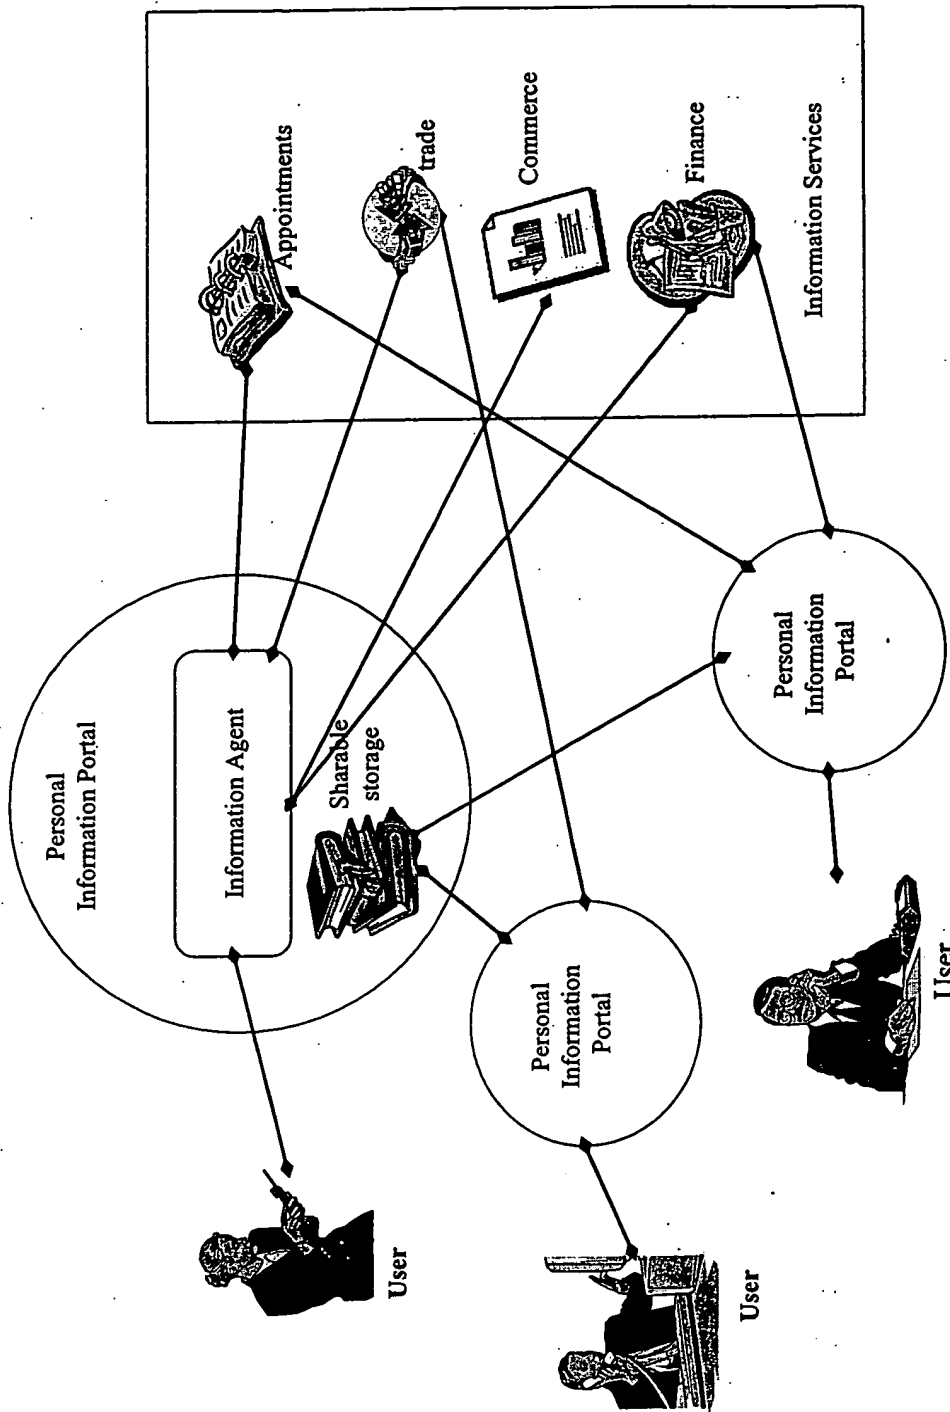 Personal
Information Portal
Information Agent
Sharable
storage
Appointments
trade
Commerce
Finance
Information Services
Personal
Information
Portal
Personal
Information
Portal
User
User
User